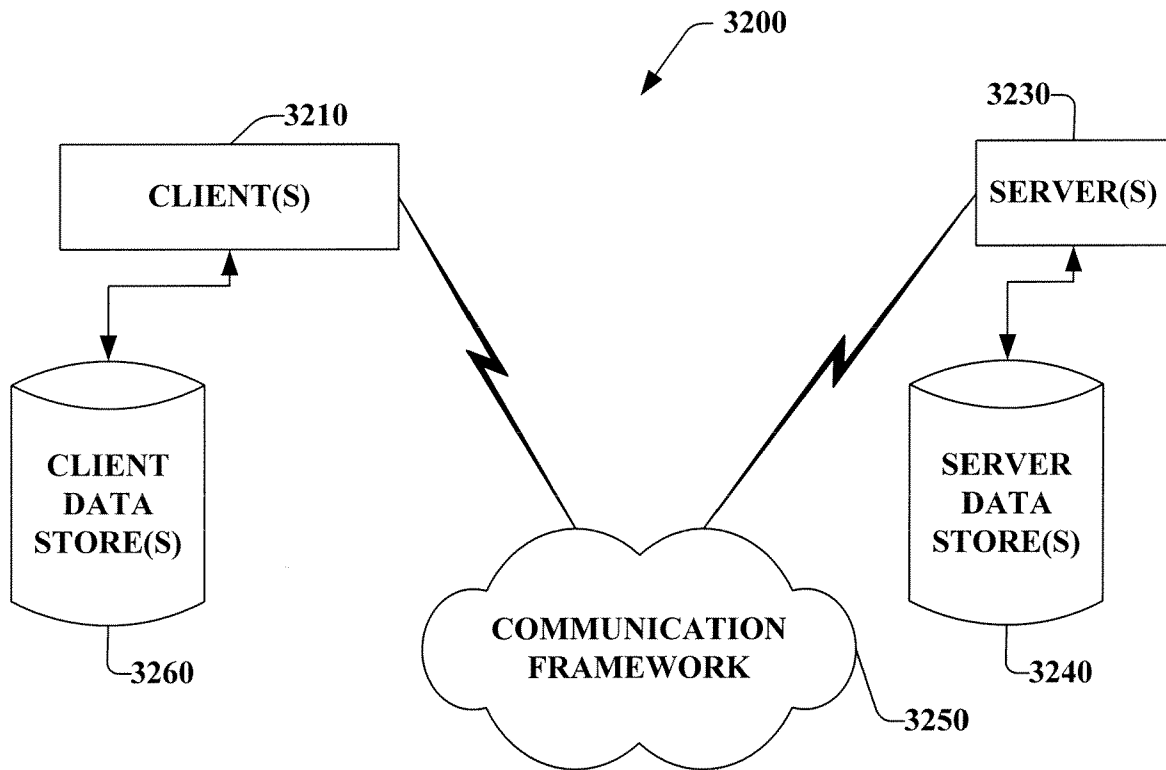 3200
3210
3230
CLIENT(S)
SERVER(S)
CLIENT
DATA
STORE(S)
SERVER
DATA
STORE(S)
COMMUNICATION
FRAMEWORK
3260
3240
3250